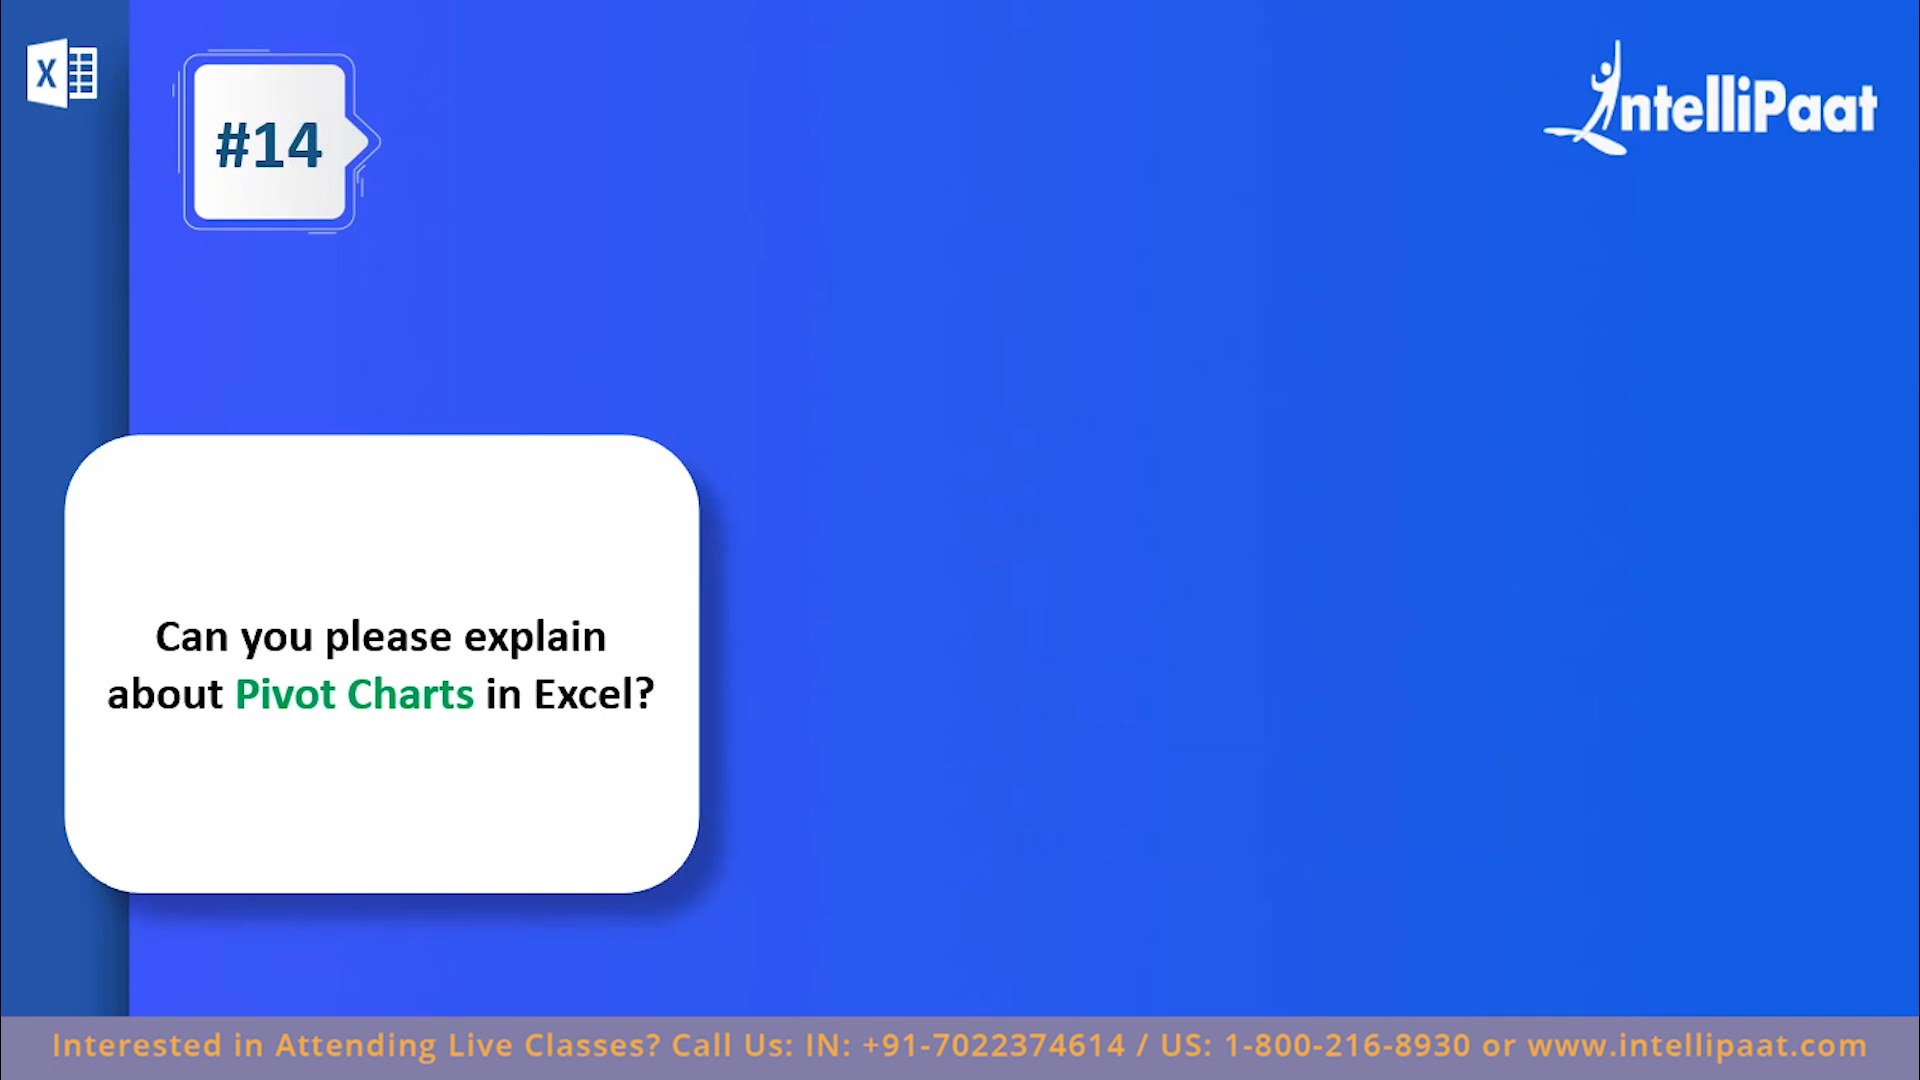 X
#14
IntelliPaat
Can you please explain
about Pivot Charts in Excel?
Interested in Attending Live Classes? Call Us: IN: +91-7022374614 / US: 1-800-216-8930 or www.intellipaat.com